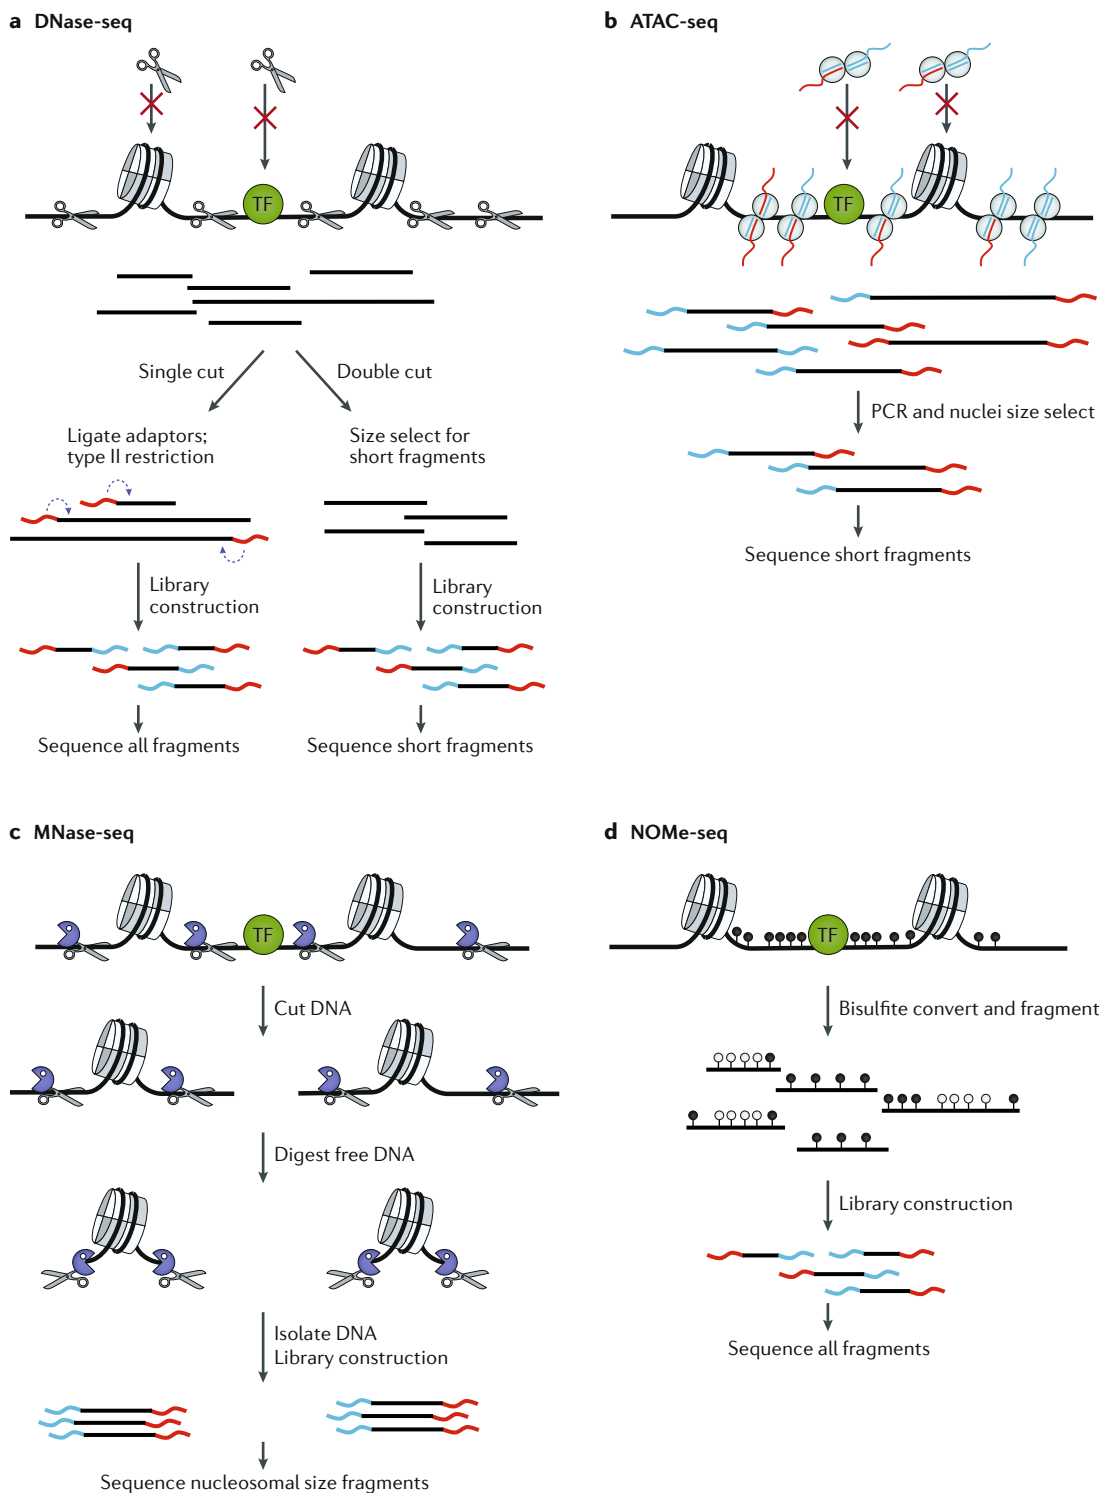 a DNase-seq
TF
Single cut
Double cut
Ligate adaptors;
type II restriction
Size select for
short fragments
Library
construction
Library
construction
Sequence all fragments
Sequence short fragments
b ATAC-seq
TF
PCR and nuclei size select
Sequence short fragments
c MNase-seq
TF
Cut DNA
Digest free DNA
Isolate DNA
Library construction
Sequence nucleosomal size fragments
d NOMe-seq
TF
Bisulfite convert and fragment
Library construction
Sequence all fragments